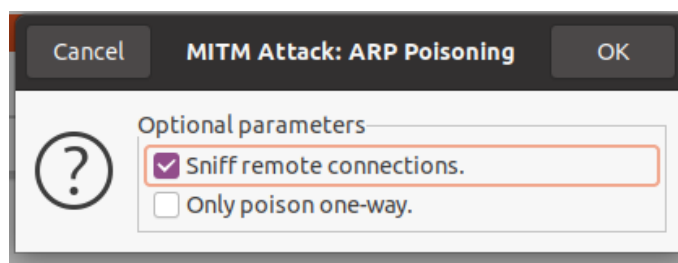 Cancel MITM Attack: ARP Poisoning OK
Optional parameters
Sniff remote connections.
Only poison one-way.